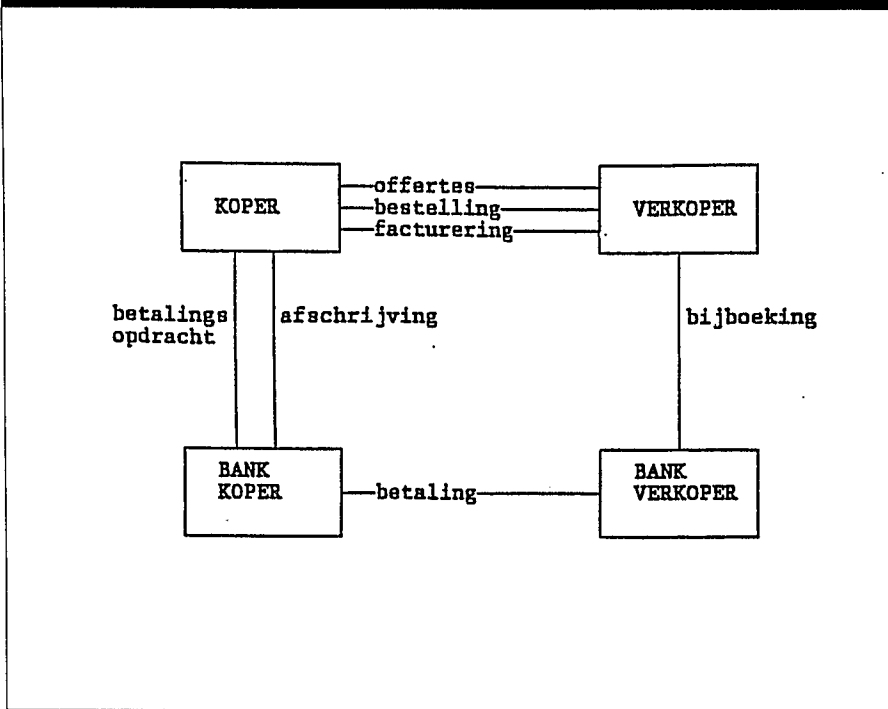 KOPER
offertes
bestelling
facturering
VERKOPER
betalings
opdracht
afschrijving
bijboeking
BANK
KOPER
betaling
BANK
VERKOPER